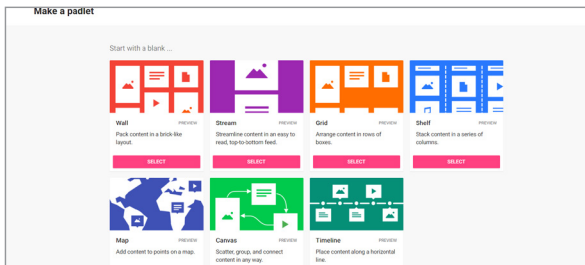 Make a padlet
Start with a blank ...
Wall PREVIEW
Pack content in a brick-like
layout.
SELECT
Stream PREVIEW
Streamline content in an easy to
read, top-to-bottom feed.
SELECT
Grid PREVIEW
Arrange content in rows of
boxes.
SELECT
Shelf PREVIEW
Stack content in a series of
columns.
SELECT
Map PREVIEW
Add content to points on a map.
Canvas PREVIEW
Scatter, group, and connect
content in any way.
Timeline PREVIEW
Place content along a horizontal
line.